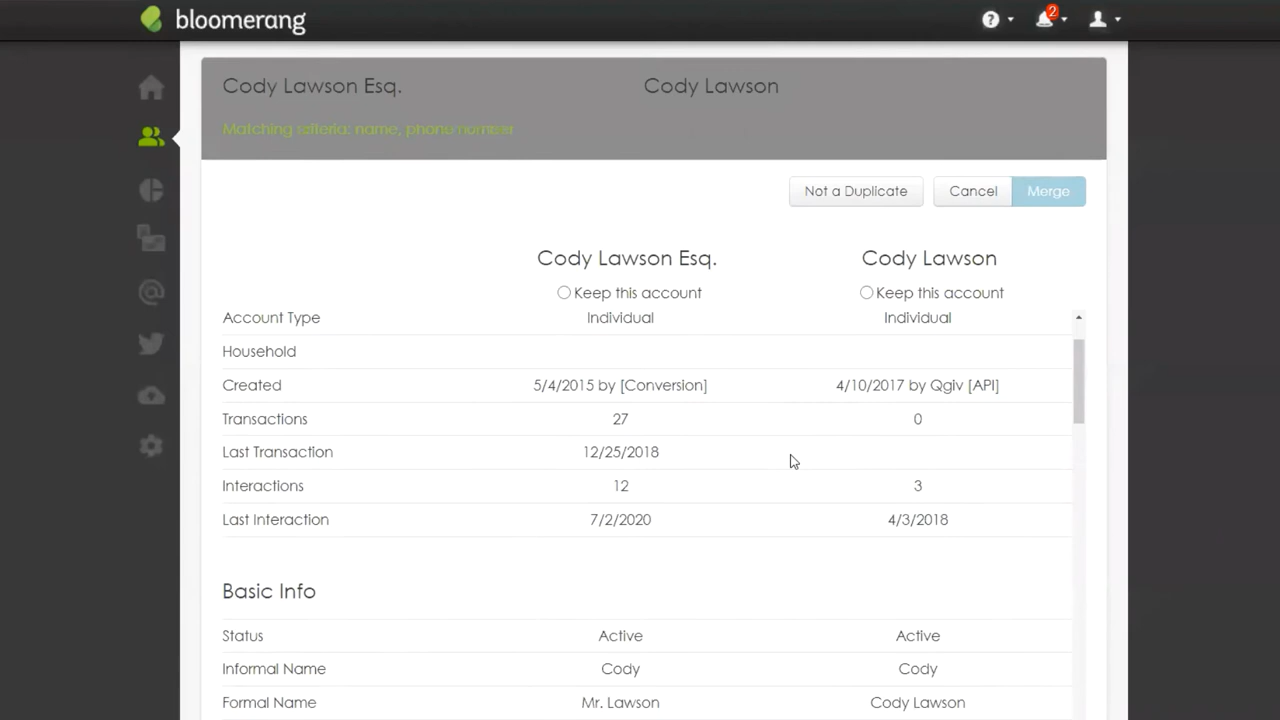 bloomerang
2
Cody Lawson Esq. Cody Lawson
Matching criteria: name, phone number
Not a Duplicate Cancel Merge
Cody Lawson Esq. Cody Lawson
Keep this account Keep this account
Account Type Individual Individual
Household
Created 5/4/2015 by [Conversion] 4/10/2017 by Qgiv [API]
Transactions 27 0
Last Transaction 12/25/2018
Interactions 12 3
Last Interaction 7/2/2020 4/3/2018
Basic Info
Status Active Active
Informal Name Cody Cody
Formal Name Mr. Lawson Cody Lawson